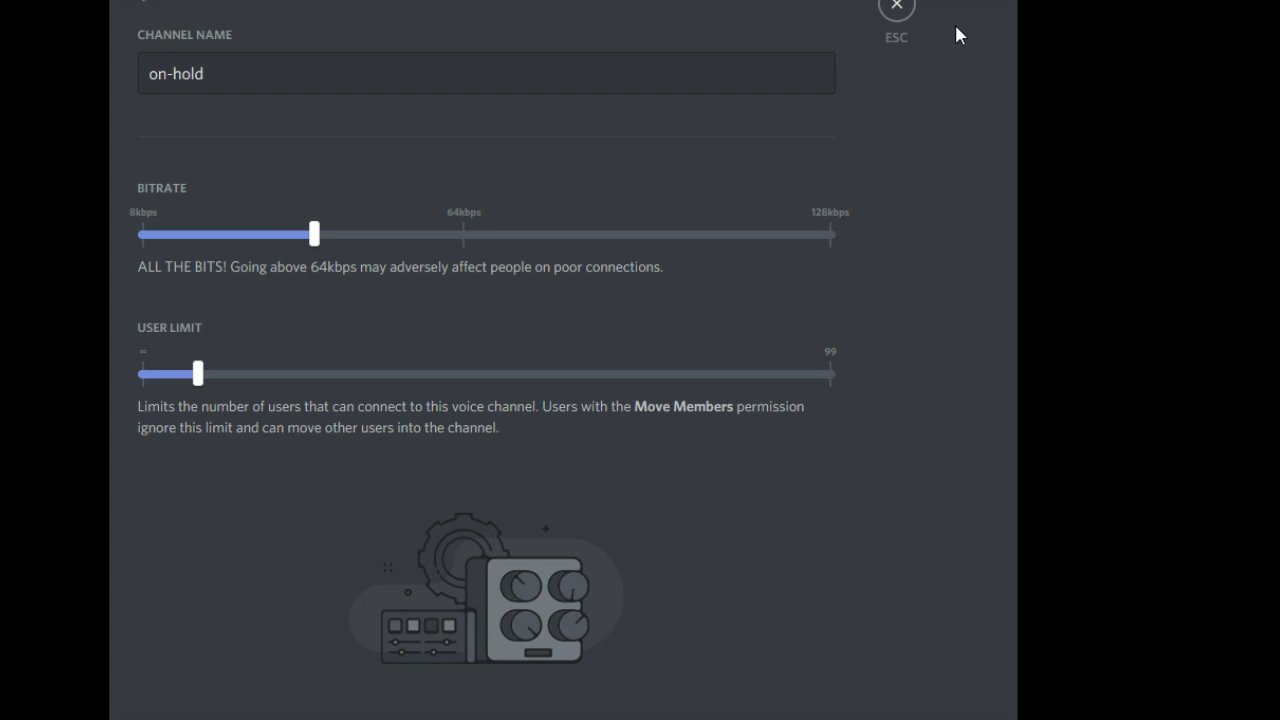 CHANNEL NAME
ESC
on-hold
BITRATE
8kbps 64kbps 128kbps
ALL THE BITS! Going above 64kbps may adversely affect people on poor connections.
USER LIMIT
∞ 99
Limits the number of users that can connect to this voice channel. Users with the Move Members permission
ignore this limit and can move other users into the channel.